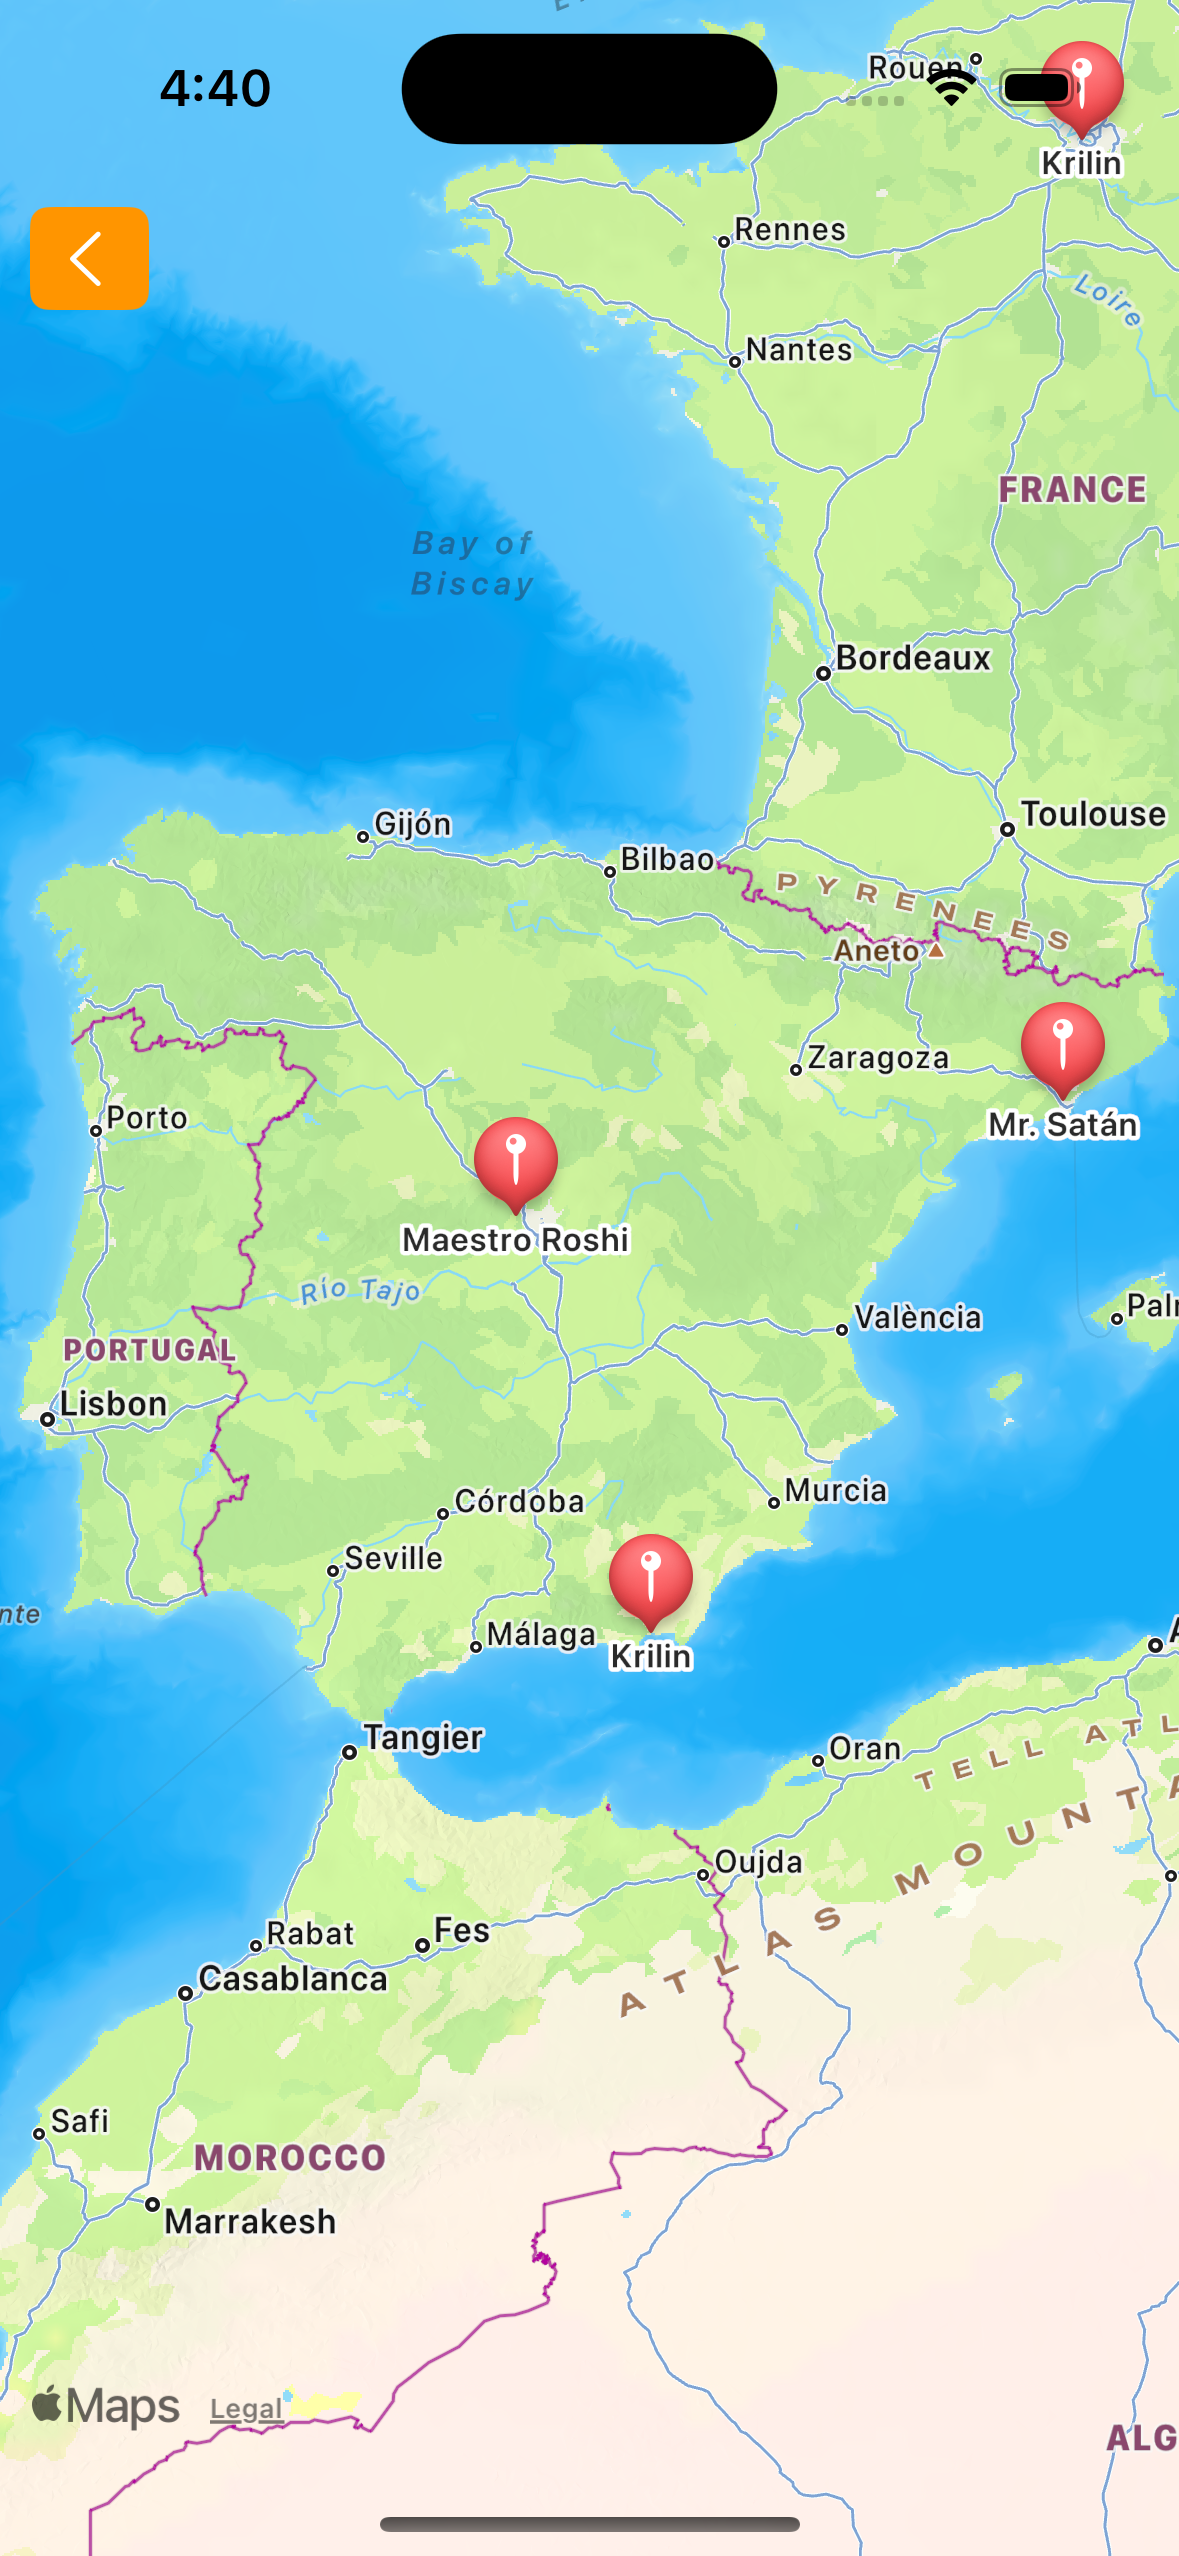 4:40
Rouen
Krilin
Rennes
Loire
Nantes
FRANCE
Bay of
Biscay
Bordeaux
Toulouse
Gijón
Bilbao
PYRENEES
Aneto
Zaragoza
Mr. Satán
Porto
Maestro Roshi
Río Tajo
València
PORTUGAL
Lisbon
Córdoba
Murcia
Seville
Málaga
Krilin
Tangier
Oran
TELL ATL
Oujda
ATLAS MOUNTA
Rabat
Fes
Casablanca
Safi
MOROCCO
Marrakesh
Maps
Legal
ALG